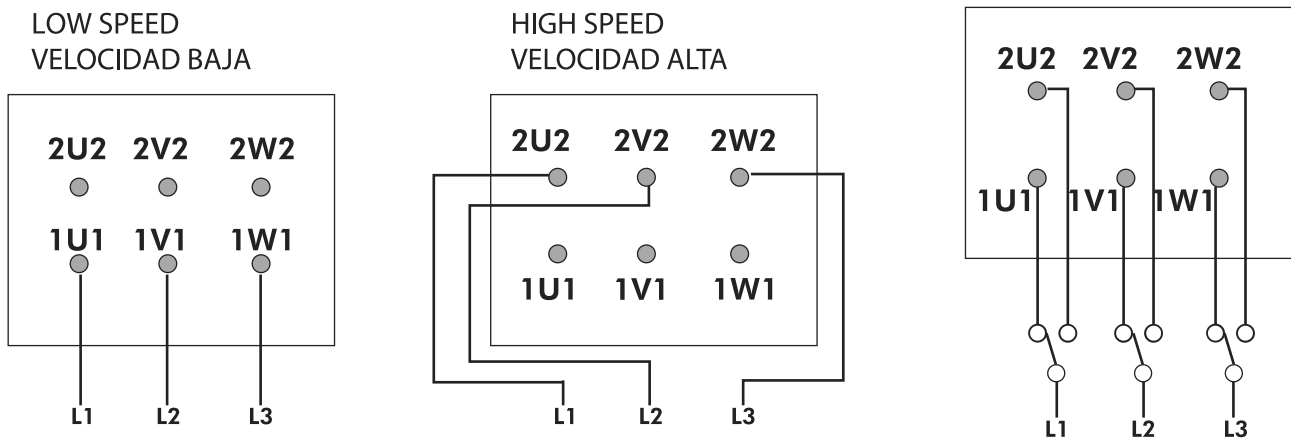 LOW SPEED
VELOCIDAD BAJA
2U2 2V2 2W2
1U1 1V1 1W1
L1 L2 L3
HIGH SPEED
VELOCIDAD ALTA
2U2 2V2 2W2
1U1 1V1 1W1
L1 L2 L3
2U2 2V2 2W2
1U1 1V1 1W1
L1 L2 L3